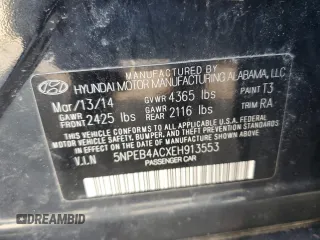 MANUFACTURED BY
HYUNDAI MOTOR MANUFACTURING ALABAMA, LLC
Mar/13/14 GVWR 4365 lbs PAINT T3
GAWR FRONT 2425 lbs GAWR REAR 2116 lbs TRIM RA
THIS VEHICLE CONFORMS TO ALL APPLICABLE
U.S.A. FEDERAL MOTOR VEHICLE SAFETY, BUMPER,
AND THEFT PREVENTION STANDARDS IN EFFECT ON
THE DATE OF MANUFACTURE SHOWN ABOVE.
V.I.N 5NPEB4ACXEH913553
PASSENGER CAR